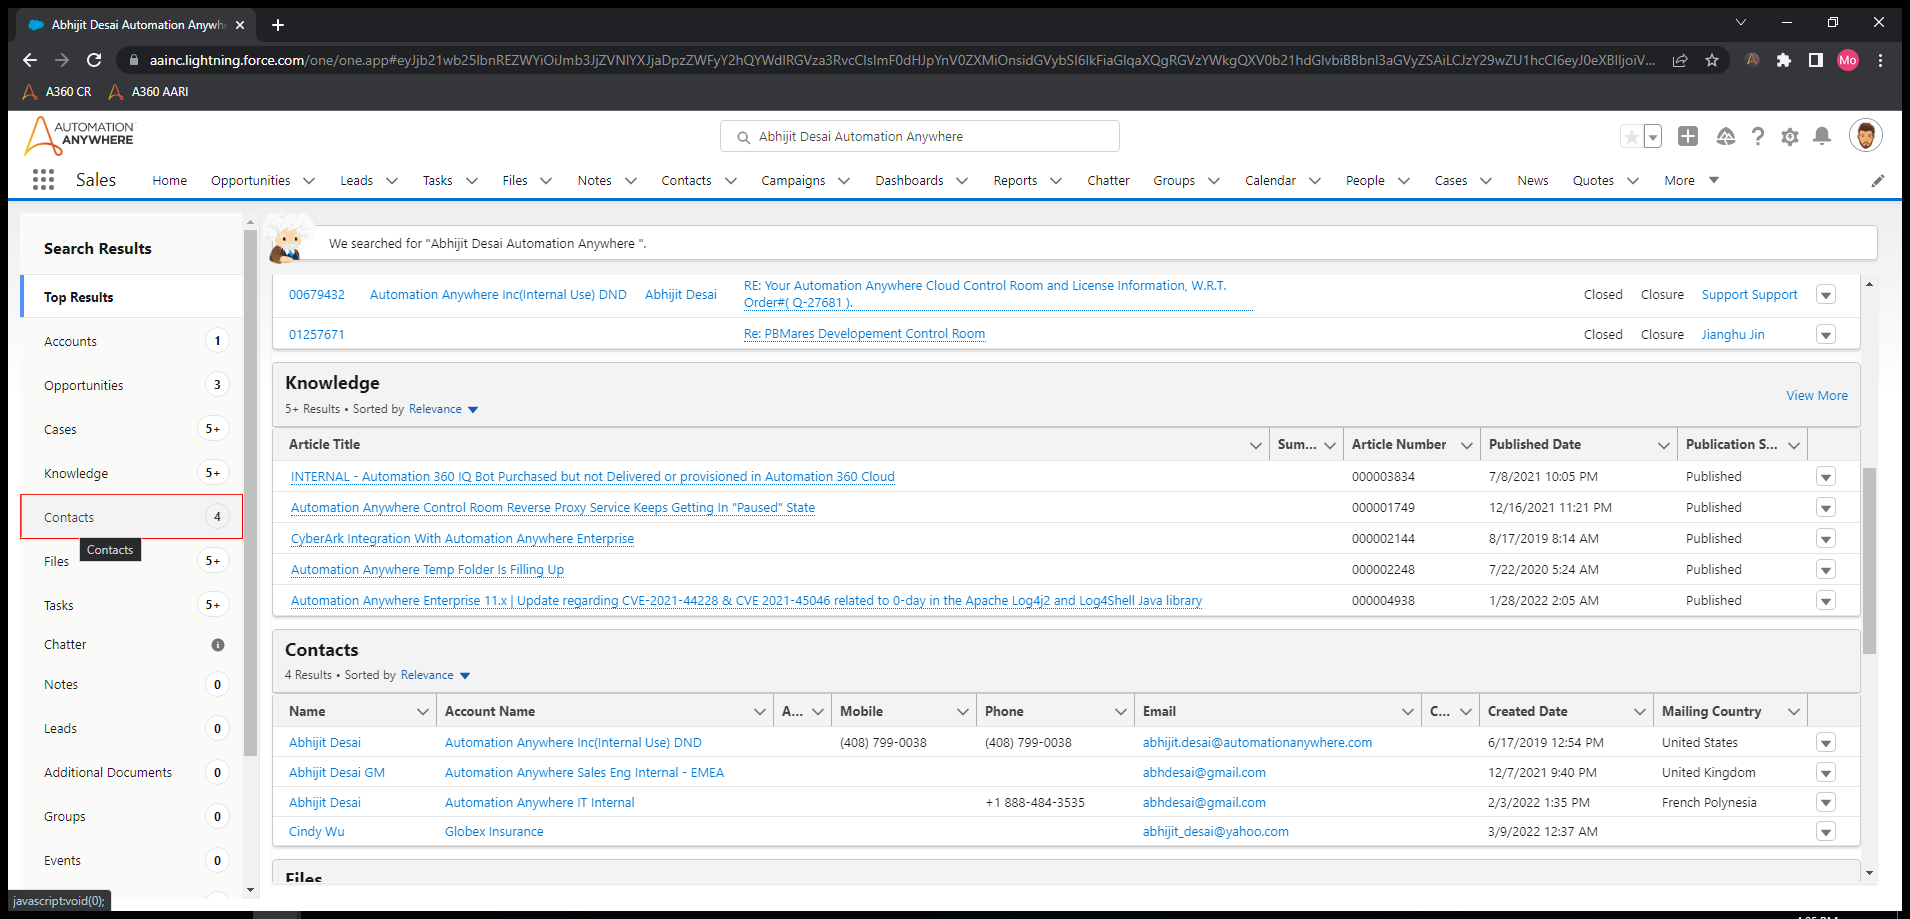 Abhijit Desai Automation Anywh
aainc.lightning.force.com/one/one.app#
A360 CR
A360 AARI
Mo
AUTOMATION
ANYWHERE
Abhijit Desai Automation Anywhere
Sales
Home
Opportunities
Leads
Tasks
Files
Notes
Contacts
Campaigns
Dashboards
Reports
Chatter
Groups
Calendar
People
Cases
News
Quotes
More
Search Results
Top Results
Accounts 1
Opportunities 3
Cases 5+
Knowledge 5+
Contacts 4
Contacts
Files 5+
Tasks 5+
Chatter
Notes 0
Leads 0
Additional Documents 0
Groups 0
Events 0
javascript:void(0);
We searched for "Abhijit Desai Automation Anywhere ".
00679432 Automation Anywhere Inc(Internal Use) DND Abhijit Desai RE: Your Automation Anywhere Cloud Control Room and License Information, W.R.T.
Order#( Q-27681 ). Closed Closure Support Support
01257671 Re: PBMares Developement Control Room Closed Closure Jianghu Jin
Knowledge
5+ Results • Sorted by Relevance
View More
Article Title Sum... Article Number Published Date Publication S...
INTERNAL - Automation 360 IQ Bot Purchased but not Delivered or provisioned in Automation 360 Cloud 000003834 7/8/2021 10:05 PM Published
Automation Anywhere Control Room Reverse Proxy Service Keeps Getting In "Paused" State 000001749 12/16/2021 11:21 PM Published
CyberArk Integration With Automation Anywhere Enterprise 000002144 8/17/2019 8:14 AM Published
Automation Anywhere Temp Folder Is Filling Up 000002248 7/22/2020 5:24 AM Published
Automation Anywhere Enterprise 11.x | Update regarding CVE-2021-44228 & CVE 2021-45046 related to 0-day in the Apache Log4j2 and Log4Shell Java library 000004938 1/28/2022 2:05 AM Published
Contacts
4 Results • Sorted by Relevance
Name Account Name A... Mobile Phone Email C... Created Date Mailing Country
Abhijit Desai Automation Anywhere Inc(Internal Use) DND (408) 799-0038 (408) 799-0038 abhijit.desai@automationanywhere.com 6/17/2019 12:54 PM United States
Abhijit Desai GM Automation Anywhere Sales Eng Internal - EMEA abhdesai@gmail.com 12/7/2021 9:40 PM United Kingdom
Abhijit Desai Automation Anywhere IT Internal +1 888-484-3535 abhdesai@gmail.com 2/3/2022 1:35 PM French Polynesia
Cindy Wu Globex Insurance abhijit_desai@yahoo.com 3/9/2022 12:37 AM
Files